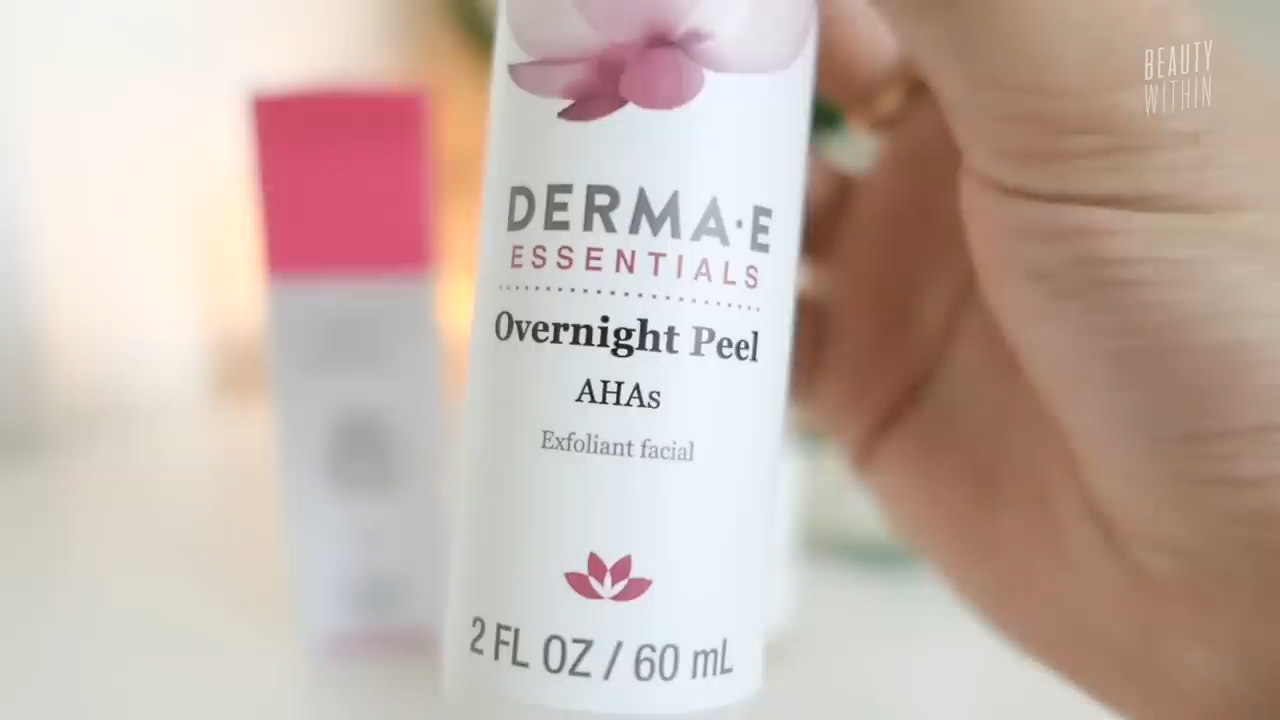 BEAUTY
WITHIN
DERMA·E
ESSENTIALS
Overnight Peel
AHAs
Exfoliant facial
2 FL OZ / 60 mL